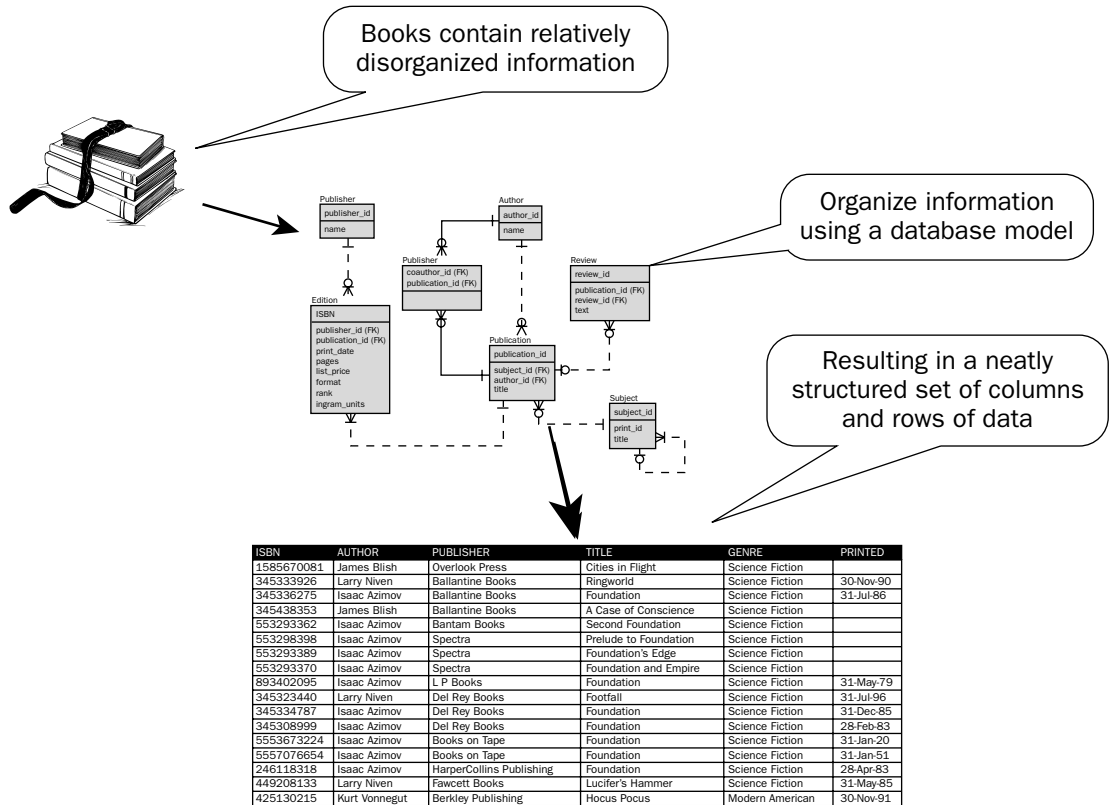 Books contain relatively
disorganized information
Organize information
using a database model
Resulting in a neatly
structured set of columns
and rows of data
Publisher
publisher_id
name
Author
author_id
name
Publisher
coauthor_id (FK)
publication_id (FK)
Review
review_id
publication_id (FK)
review_id (FK)
text
Edition
ISBN
publisher_id (FK)
publication_id (FK)
print_date
pages
list_price
format
rank
ingram_units
Publication
publication_id
subject_id (FK)
author_id (FK)
title
Subject
subject_id
print_id
title
ISBN AUTHOR PUBLISHER TITLE GENRE PRINTED
1585670081 James Blish Overlook Press Cities in Flight Science Fiction
345333926 Larry Niven Ballantine Books Ringworld Science Fiction 30-Nov-90
345336275 Isaac Azimov Ballantine Books Foundation Science Fiction 31-Jul-86
345438353 James Blish Ballantine Books A Case of Conscience Science Fiction
553293362 Isaac Azimov Bantam Books Second Foundation Science Fiction
553298398 Isaac Azimov Spectra Prelude to Foundation Science Fiction
553293389 Isaac Azimov Spectra Foundation's Edge Science Fiction
553293370 Isaac Azimov Spectra Foundation and Empire Science Fiction
893402095 Isaac Azimov L P Books Foundation Science Fiction 31-May-79
345323440 Larry Niven Del Rey Books Footfall Science Fiction 31-Jul-96
345334787 Isaac Azimov Del Rey Books Foundation Science Fiction 31-Dec-85
345308999 Isaac Azimov Del Rey Books Foundation Science Fiction 28-Feb-83
5553673224 Isaac Azimov Books on Tape Foundation Science Fiction 31-Jan-20
5557076654 Isaac Azimov Books on Tape Foundation Science Fiction 31-Jan-51
246118318 Isaac Azimov HarperCollins Publishing Foundation Science Fiction 28-Apr-83
449208133 Larry Niven Fawcett Books Lucifer's Hammer Science Fiction 31-May-85
425130215 Kurt Vonnegut Berkley Publishing Hocus Pocus Modern American 30-Nov-91